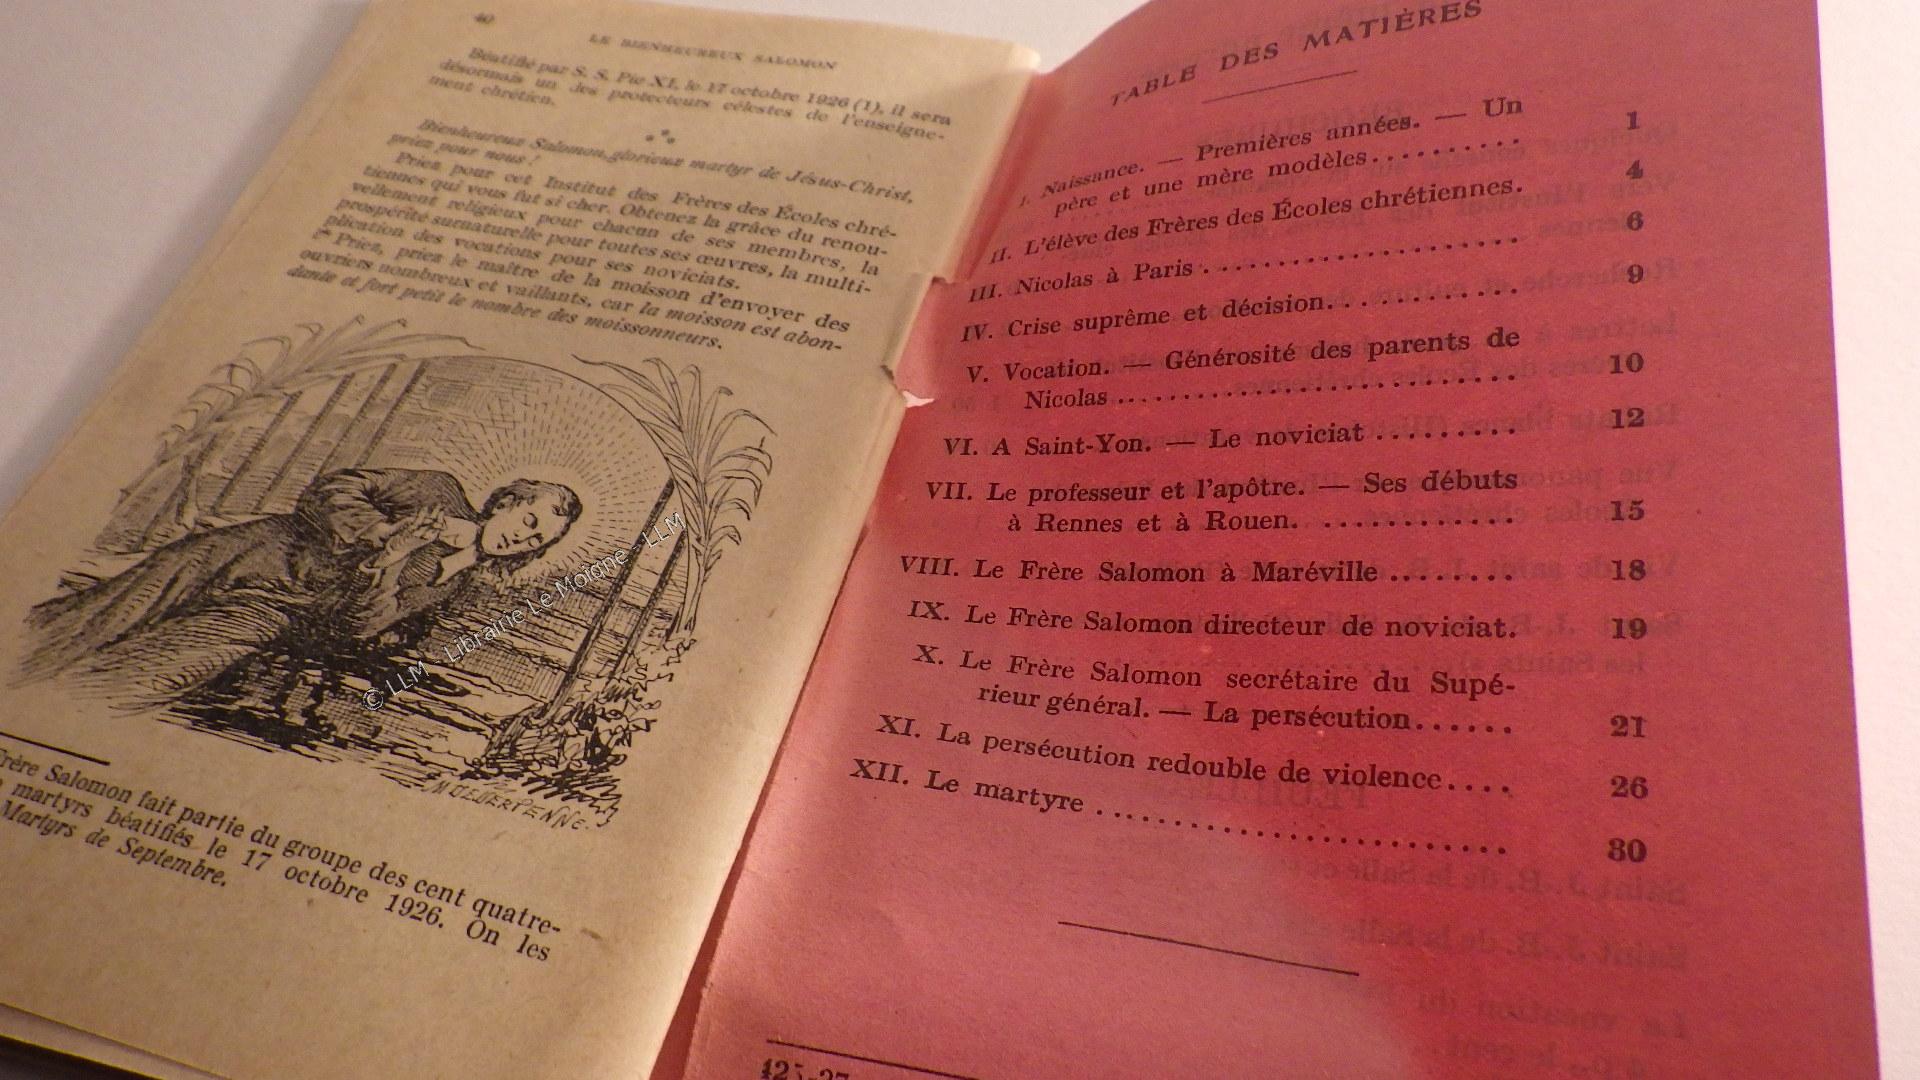 40
LE BIENHEUREUX SALOMON
Béatifié par S. S. Pie XI, le 17 octobre 1926 (1), il sera
désormais un des protecteurs célestes de l'enseigne-
ment chrétien.
Bienheureux Salomon, glorieux martyr de Jésus-Christ,
priez pour nous !
Priez pour cet Institut des Frères des Écoles chré-
tiennes qui vous fut si cher. Obtenez la grâce du renou-
vellement religieux pour chacun de ses membres, la
prospérité surnaturelle pour toutes ses œuvres, la multi-
plication des vocations pour ses noviciats.
Priez, priez le maître de la moisson d'envoyer des
ouvriers nombreux et vaillants, car la moisson est abon-
dante et fort petit le nombre des moissonneurs.
© LLM - Librairie Le Moigne - LLM
Frère Salomon fait partie du groupe des cent quatre-
martyrs béatifiés le 17 octobre 1926. On les
Martyrs de Septembre.
TABLE DES MATIÈRES
I. Naissance. — Premières années. — Un
père et une mère modèles.......... 1
II. L'élève des Frères des Écoles chrétiennes. 4
III. Nicolas à Paris ........................ 6
IV. Crise suprême et décision............ 9
V. Vocation. — Générosité des parents de
Nicolas .............................. 10
VI. A Saint-Yon. — Le noviciat ......... 12
VII. Le professeur et l'apôtre. — Ses débuts
à Rennes et à Rouen. ............. 15
VIII. Le Frère Salomon à Maréville........ 18
IX. Le Frère Salomon directeur de noviciat. 19
X. Le Frère Salomon secrétaire du Supé-
rieur général. — La persécution...... 21
XI. La persécution redouble de violence.... 26
XII. Le martyre ............................ 30